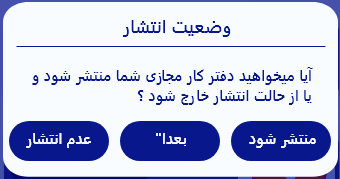 وضعیت انتشار
آیا میخواهید دفتر کار مجازی شما منتشر شود و
یا از حالت انتشار خارج شود ؟
منتشر شود
بعدا"
عدم انتشار